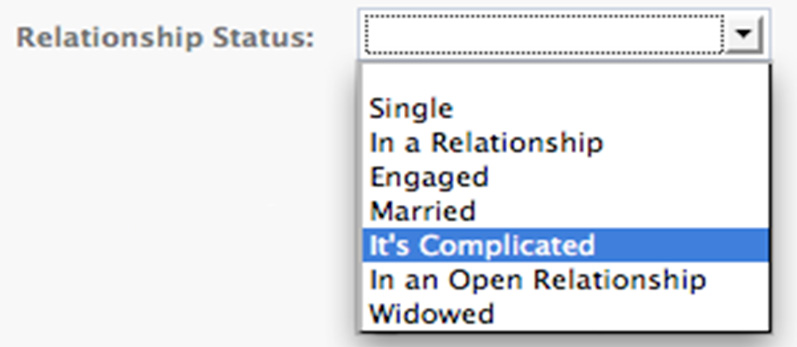 Relationship Status:
Single
In a Relationship
Engaged
Married
It's Complicated
In an Open Relationship
Widowed